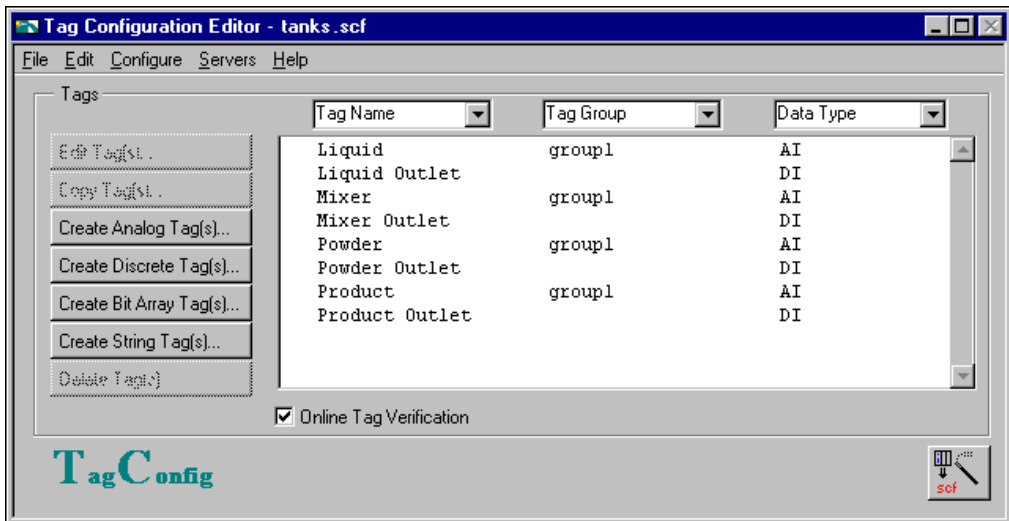 Tag Configuration Editor - tanks.scf
File Edit Configure Servers Help
Tags
Tag Name Tag Group Data Type
Edit Tag(s)...
Copy Tag(s)...
Create Analog Tag(s)...
Create Discrete Tag(s)...
Create Bit Array Tag(s)...
Create String Tag(s)...
Delete Tag(s)
Liquid group1 AI
Liquid Outlet DI
Mixer group1 AI
Mixer Outlet DI
Powder group1 AI
Powder Outlet DI
Product group1 AI
Product Outlet DI
Online Tag Verification
TagConfig
scf